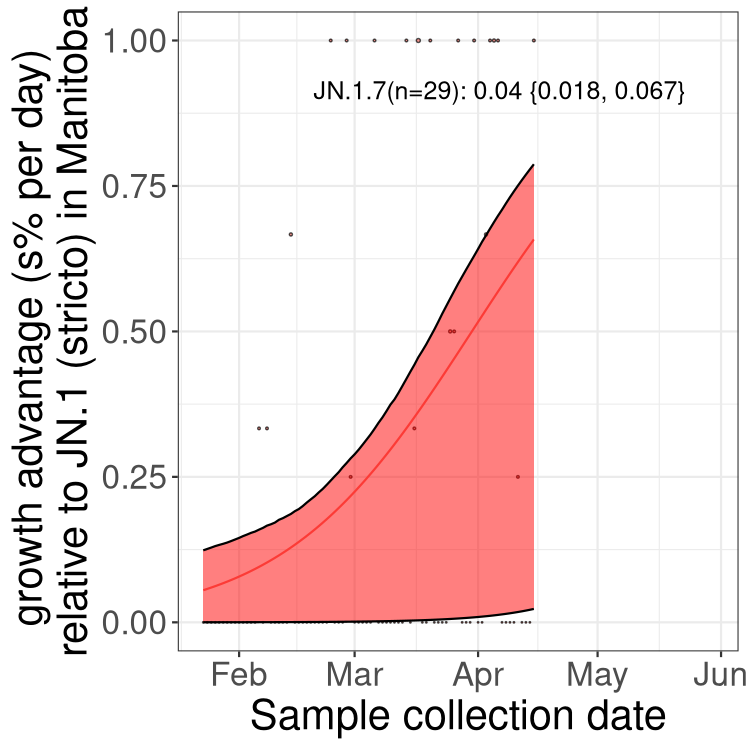 growth advantage (s% per day)
relative to JN.1 (stricto) in Manitoba
1.00
0.75
0.50
0.25
0.00
JN.1.7(n=29): 0.04 {0.018, 0.067}
Feb Mar Apr May Jun
Sample collection date